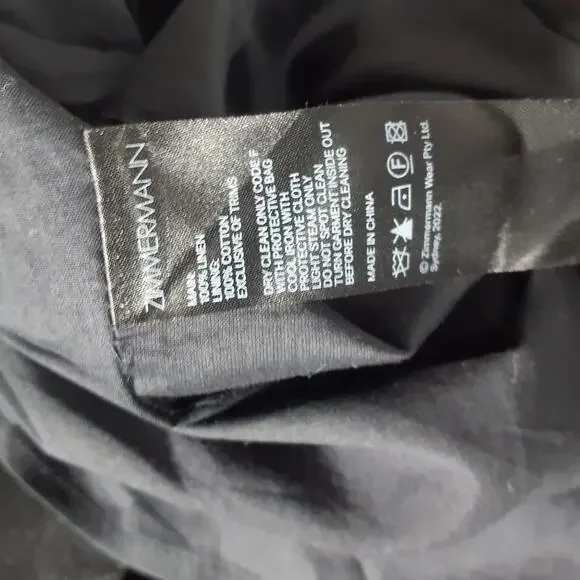 ZIMMERMANN
MAIN:
100% LINEN
LINING:
100% COTTON
EXCLUSIVE OF TRIMS
DRY CLEAN ONLY CODE F
WITH PROTECTIVE BAG
COOL IRON WITH
PROTECTIVE CLOTH
LIGHT STEAM ONLY
DO NOT SPOT CLEAN
TURN GARMENT INSIDE OUT
BEFORE DRY CLEANING
MADE IN CHINA
F
© Zimmermann Wear Pty Ltd.
Sydney, 2022.